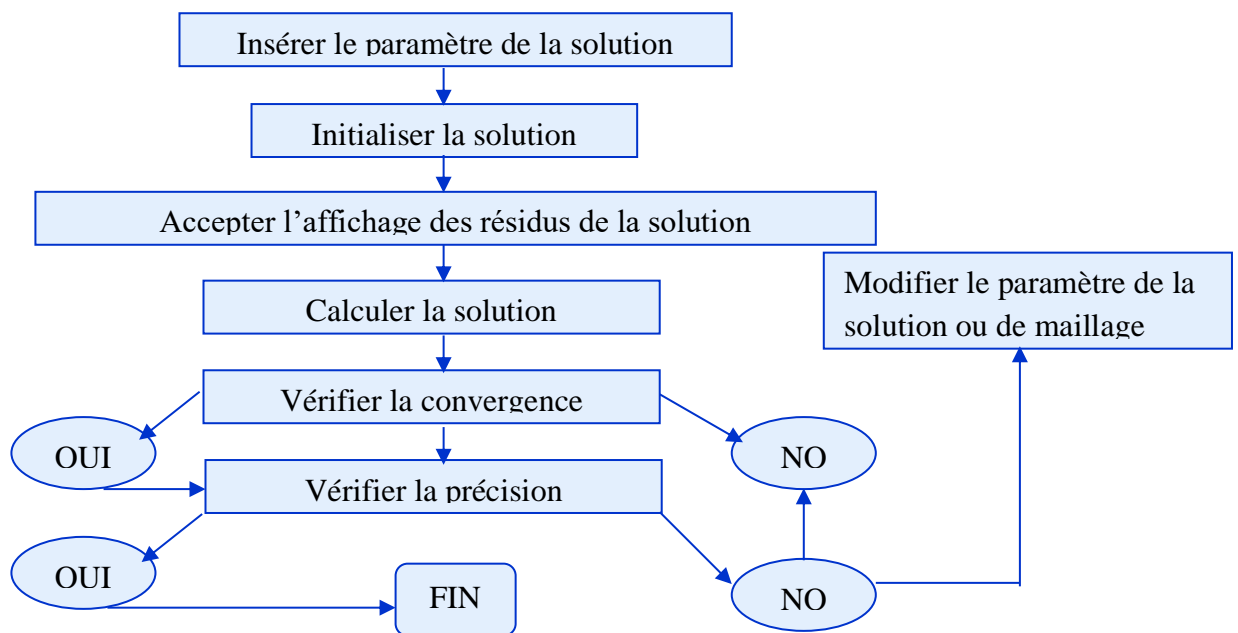 Insérer le paramètre de la solution
Initialiser la solution
Accepter l’affichage des résidus de la solution
Modifier le paramètre de la
solution ou de maillage
Calculer la solution
Vérifier la convergence
OUI
NO
Vérifier la précision
OUI
FIN
NO